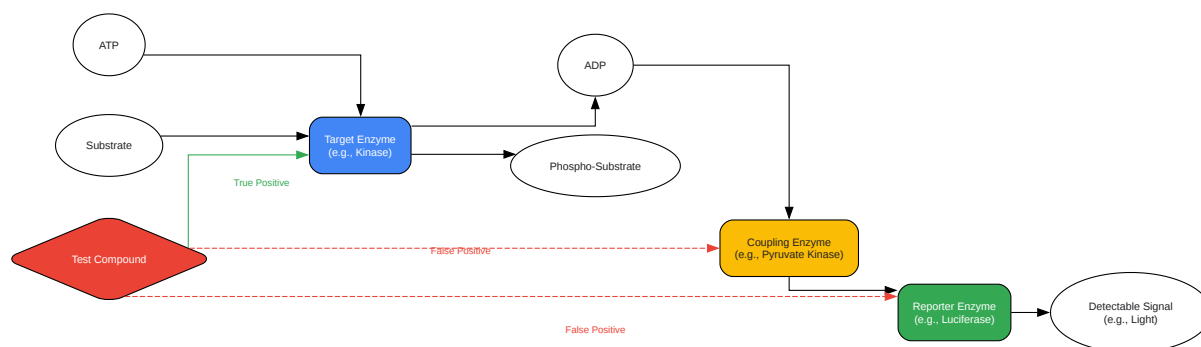 ATP
ADP
Substrate
Target Enzyme
(e.g., Kinase)
Phospho-Substrate
True Positive
Test Compound
False Positive
Coupling Enzyme
(e.g., Pyruvate Kinase)
Reporter Enzyme
(e.g., Luciferase)
Detectable Signal
(e.g., Light)
False Positive